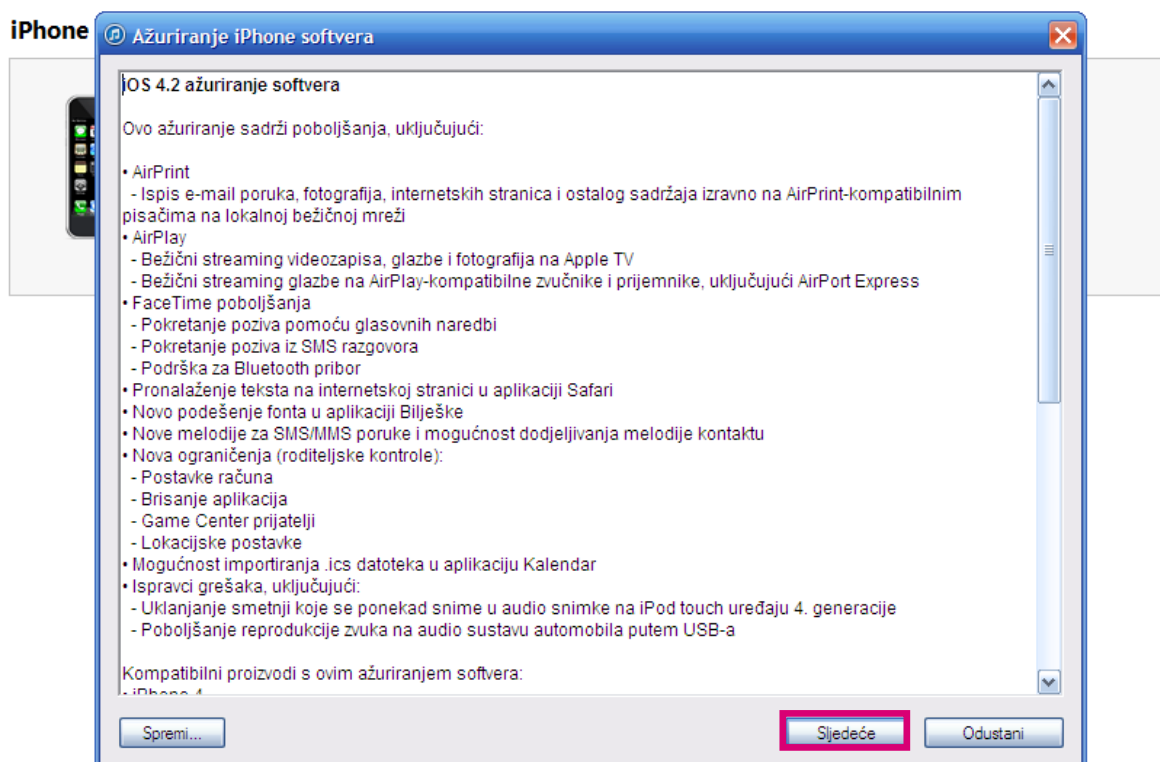 iPhone
Ažuriranje iPhone softvera
iOS 4.2 ažuriranje softvera
Ovo ažuriranje sadrži poboljšanja, uključujući:
• AirPrint
- Ispis e-mail poruka, fotografija, internetskih stranica i ostalog sadržaja izravno na AirPrint-kompatibilnim
pisačima na lokalnoj bežičnoj mreži
• AirPlay
- Bežični streaming videozapisa, glazbe i fotografija na Apple TV
- Bežični streaming glazbe na AirPlay-kompatibilne zvučnike i prijemnike, uključujući AirPort Express
• FaceTime poboljšanja
- Pokretanje poziva pomoću glasovnih naredbi
- Pokretanje poziva iz SMS razgovora
- Podrška za Bluetooth pribor
• Pronalaženje teksta na internetskoj stranici u aplikaciji Safari
• Novo podešenje fonta u aplikaciji Bilješke
• Nove melodije za SMS/MMS poruke i mogućnost dodjeljivanja melodije kontaktu
• Nova ograničenja (roditeljske kontrole):
- Postavke računa
- Brisanje aplikacija
- Game Center prijatelji
- Lokacijske postavke
• Mogućnost importiranja .ics datoteka u aplikaciju Kalendar
• Ispravci grešaka, uključujući:
- Uklanjanje smetnji koje se ponekad snime u audio snimke na iPod touch uređaju 4. generacije
- Poboljšanje reprodukcije zvuka na audio sustavu automobila putem USB-a
Kompatibilni proizvodi s ovim ažuriranjem softvera:
• iPhone 4
Spremi...
Sljedeće
Odustani